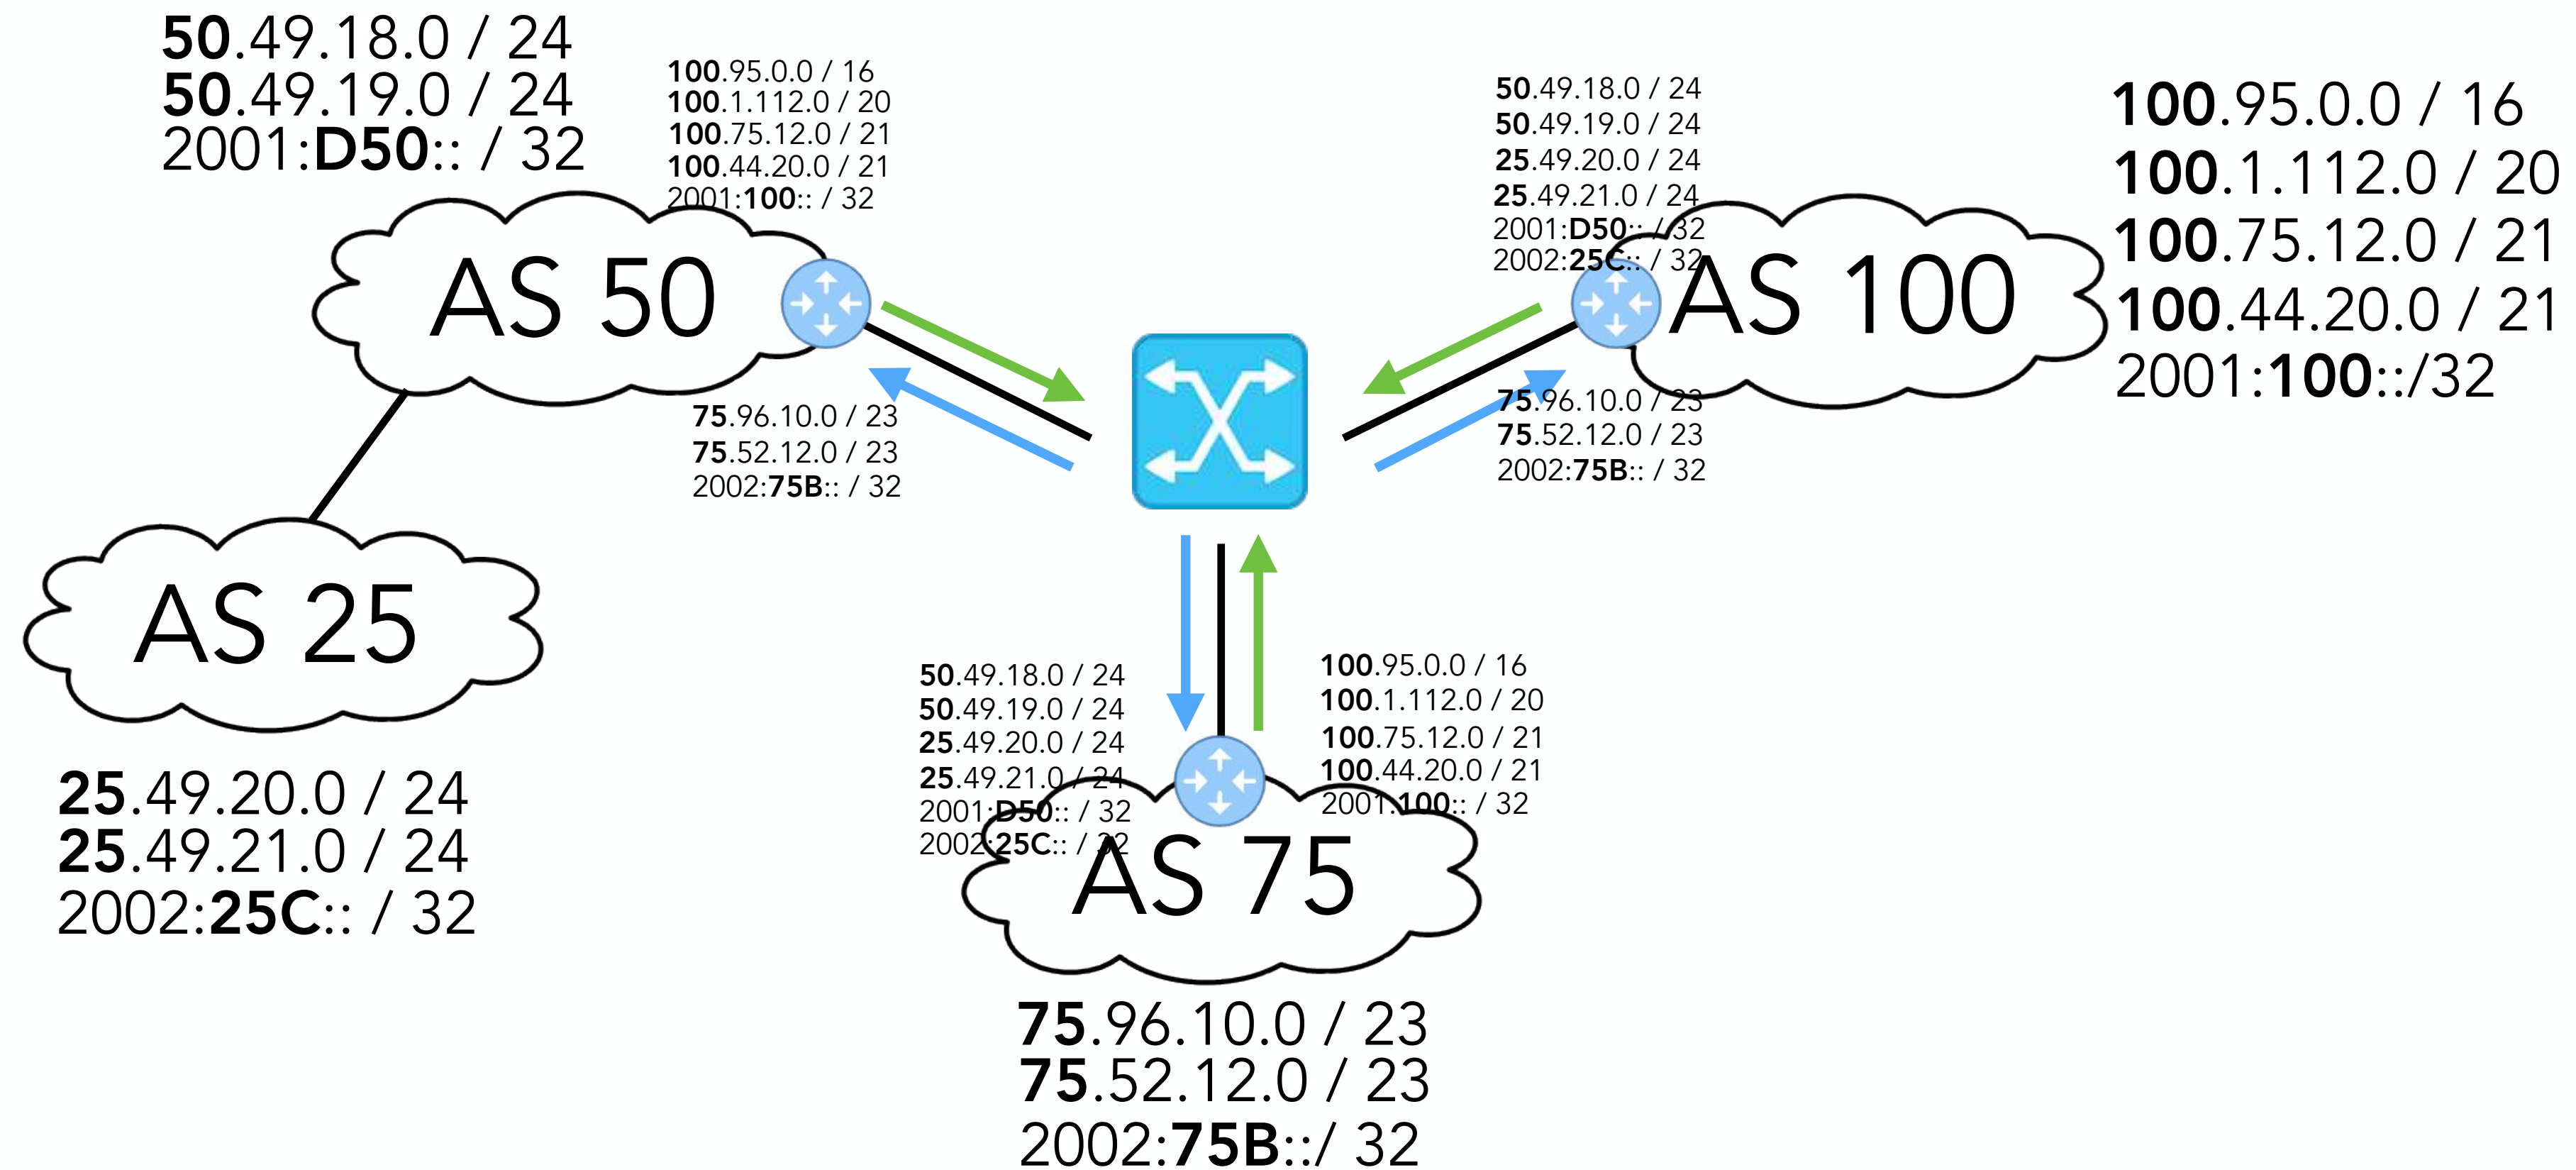 50.49.18.0 / 24
50.49.19.0 / 24
2001:D50:: / 32
100.95.0.0 / 16
100.1.112.0 / 20
100.75.12.0 / 21
100.44.20.0 / 21
2001:100:: / 32
50.49.18.0 / 24
50.49.19.0 / 24
25.49.20.0 / 24
25.49.21.0 / 24
2001:D50:: / 32
2002:25C:: / 32
100.95.0.0 / 16
100.1.112.0 / 20
100.75.12.0 / 21
100.44.20.0 / 21
2001:100::/32
AS 50
AS 100
75.96.10.0 / 23
75.52.12.0 / 23
2002:75B:: / 32
75.96.10.0 / 23
75.52.12.0 / 23
2002:75B:: / 32
AS 25
25.49.20.0 / 24
25.49.21.0 / 24
2002:25C:: / 32
50.49.18.0 / 24
50.49.19.0 / 24
25.49.20.0 / 24
25.49.21.0 / 24
2001:D50:: / 32
2002:25C:: / 32
100.95.0.0 / 16
100.1.112.0 / 20
100.75.12.0 / 21
100.44.20.0 / 21
2001:100:: / 32
AS 75
75.96.10.0 / 23
75.52.12.0 / 23
2002:75B::/ 32